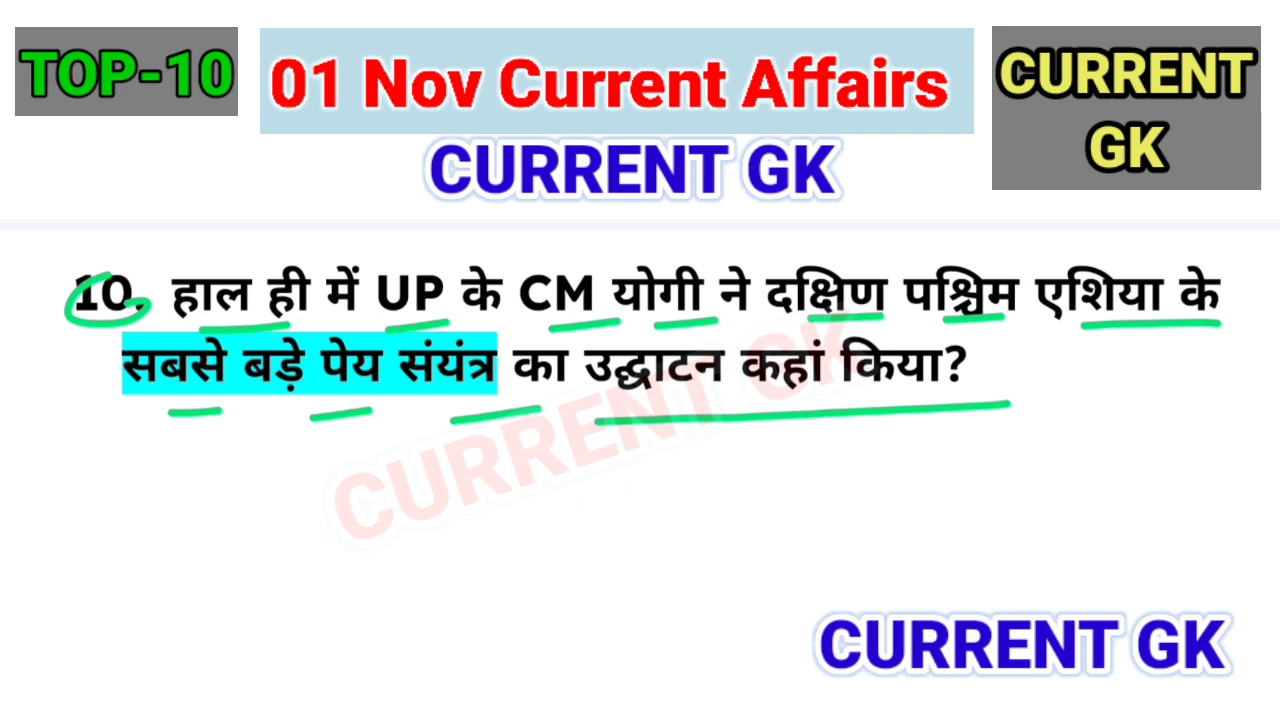 TOP-10
01 Nov Current Affairs
CURRENT
GK
CURRENT GK
10. हाल ही में UP के CM योगी ने दक्षिण पश्चिम एशिया के
सबसे बड़े पेय संयंत्र का उद्घाटन कहां किया?
CURRENT GK
CURRENT GK